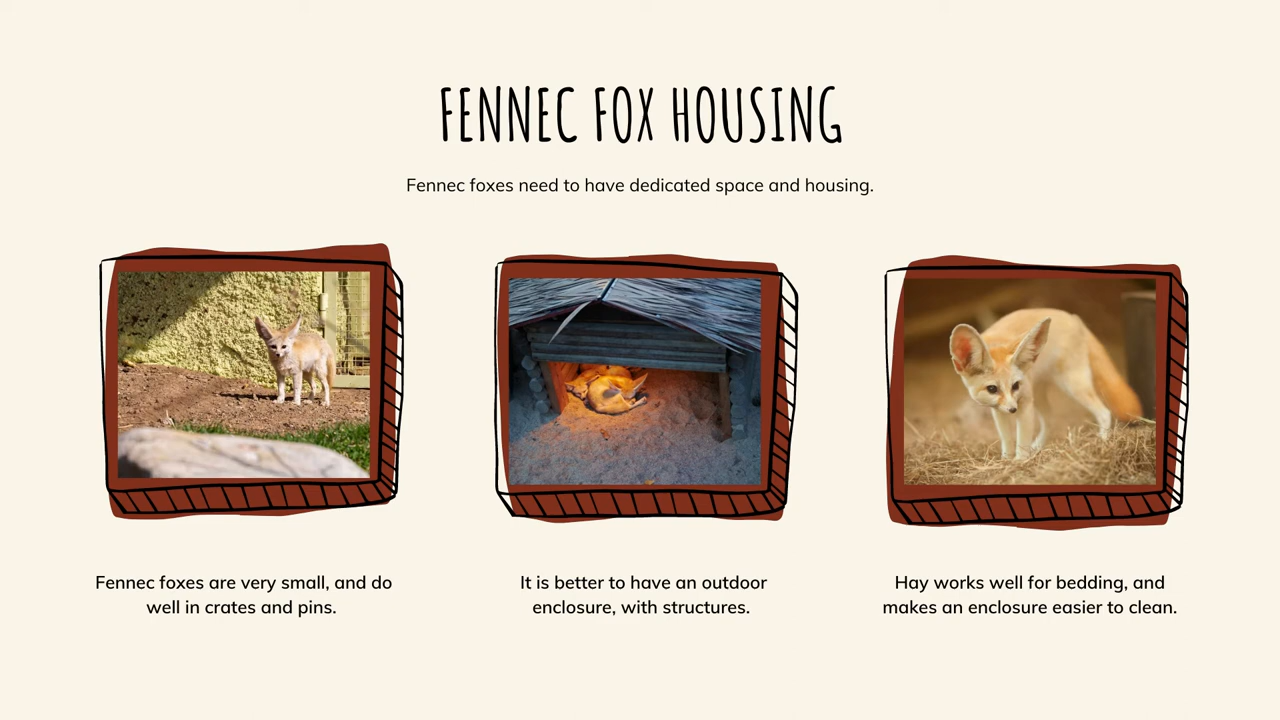 FENNEC FOX HOUSING
Fennec foxes need to have dedicated space and housing.
Fennec foxes are very small, and do
well in crates and pins.
It is better to have an outdoor
enclosure, with structures.
Hay works well for bedding, and
makes an enclosure easier to clean.